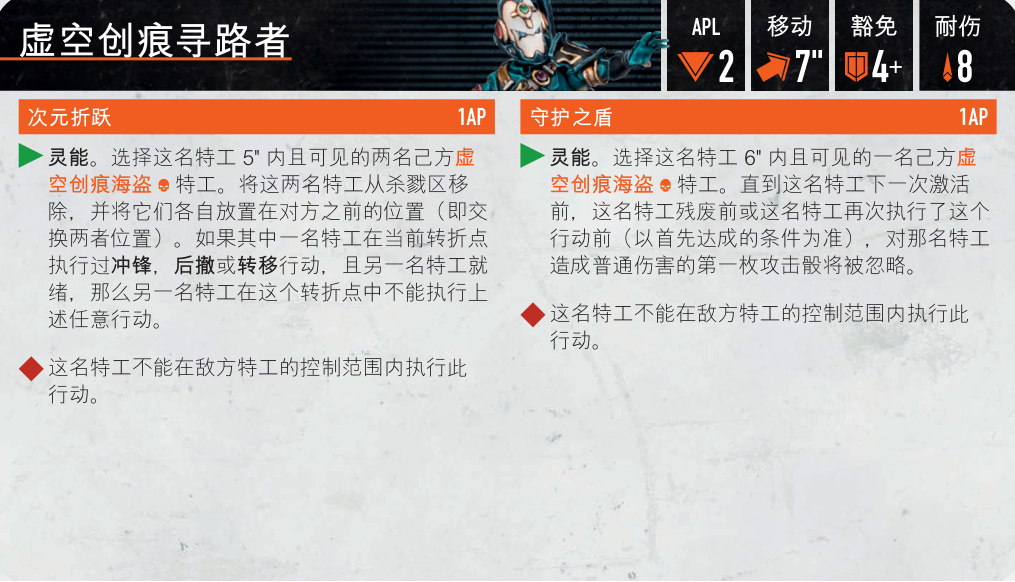 虚空创痕寻路者
APL
2
移动
7"
豁免
4+
耐伤
8
次元折跃 1AP
灵能。选择这名特工 5" 内且可见的两名己方虚
空创痕海盗 特工。将这两名特工从杀戮区移
除，并将它们各自放置在对方之前的位置（即交
换两者位置）。如果其中一名特工在当前转折点
执行过冲锋，后撤或转移行动，且另一名特工就
绪，那么另一名特工在这个转折点中不能执行上
述任意行动。
这名特工不能在敌方特工的控制范围内执行此
行动。
守护之盾 1AP
灵能。选择这名特工 6" 内且可见的一名己方虚
空创痕海盗 特工。直到这名特工下一次激活
前，这名特工残废前或这名特工再次执行了这个
行动前（以首先达成的条件为准），对那名特工
造成普通伤害的第一枚攻击骰将被忽略。
这名特工不能在敌方特工的控制范围内执行此
行动。